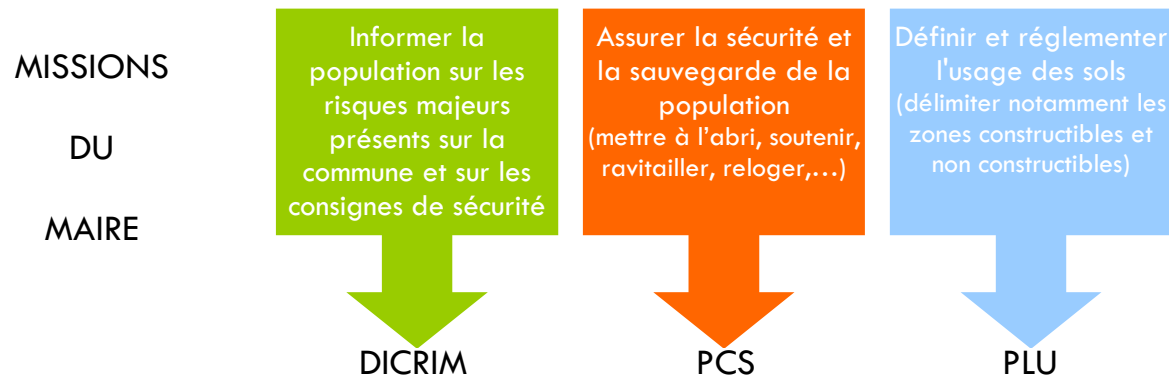 MISSIONS
DU
MAIRE
Informer la
population sur les
risques majeurs
présents sur la
commune et sur les
consignes de sécurité
Assurer la sécurité et
la sauvegarde de la
population
(mettre à l’abri, soutenir,
ravitailler, reloger,…)
Définir et réglementer
l'usage des sols
(délimiter notamment les
zones constructibles et
non constructibles)
DICRIM
PCS
PLU